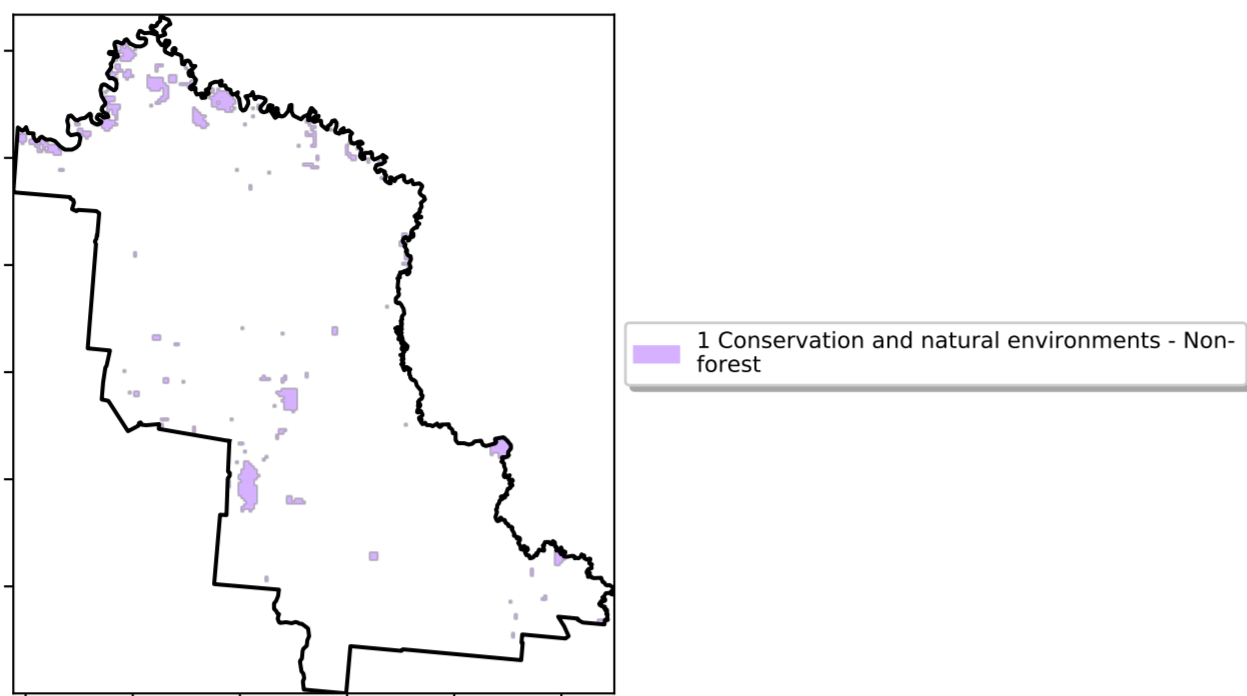 1 Conservation and natural environments - Non-
forest